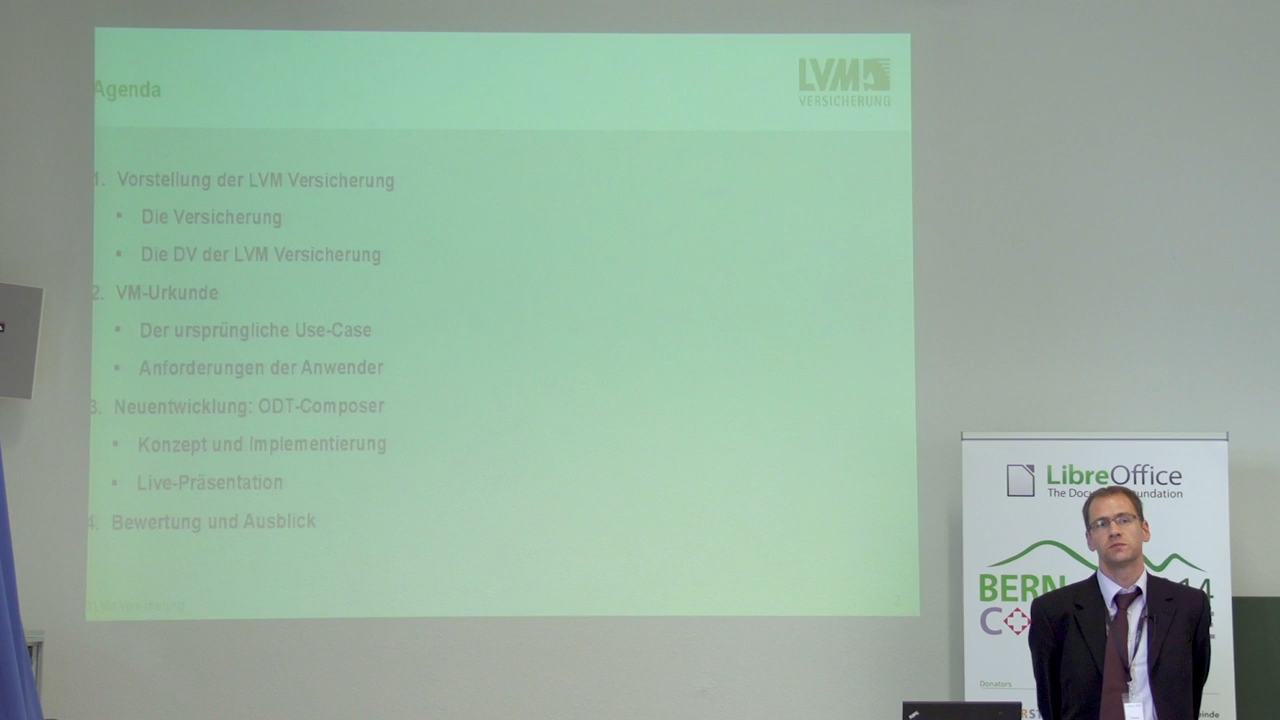 Agenda
LVM
VERSICHERUNG
1. Vorstellung der LVM Versicherung
▪ Die Versicherung
▪ Die DV der LVM Versicherung
2. VM-Urkunde
▪ Der ursprüngliche Use-Case
▪ Anforderungen der Anwender
3. Neuentwicklung: ODT-Composer
▪ Konzept und Implementierung
▪ Live-Präsentation
4. Bewertung und Ausblick
LibreOffice
The Document Foundation
BERN 14
Donators